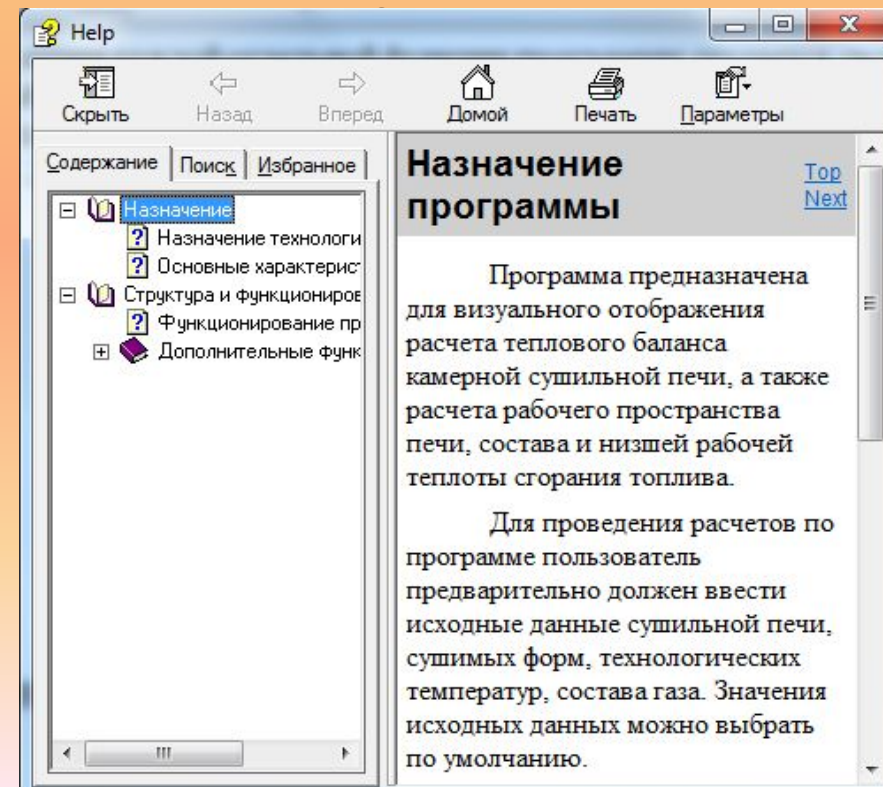 Help
Скрыть Назад Вперед Домой Печать Параметры
Содержание Поиск Избранное
Назначение
Назначение технологи
Основные характерис
Структура и функциониров
Функционирование пр
Дополнительные функ
Назначение
программы
Top
Next
Программа предназначена
для визуального отображения
расчета теплового баланса
камерной сушильной печи, а также
расчета рабочего пространства
печи, состава и низшей рабочей
теплоты сгорания топлива.
Для проведения расчетов по
программе пользователь
предварительно должен ввести
исходные данные сушильной печи,
сушимых форм, технологических
температур, состава газа. Значения
исходных данных можно выбрать
по умолчанию.